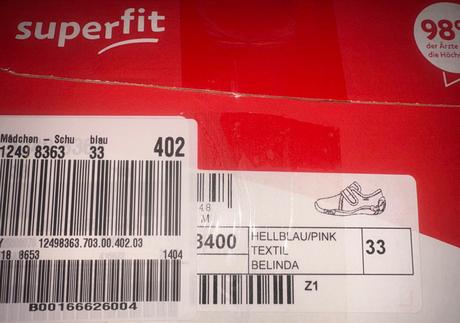 superfit
98%
der Ärzte
die Höchs
Mädchen - Schu blau
1249 8363 33 402
12498363.703.00.402.03
18 8653 1404
B00166626004
48
M
3400 HELLBLAU/PINK 33
TEXTIL
BELINDA
Z1